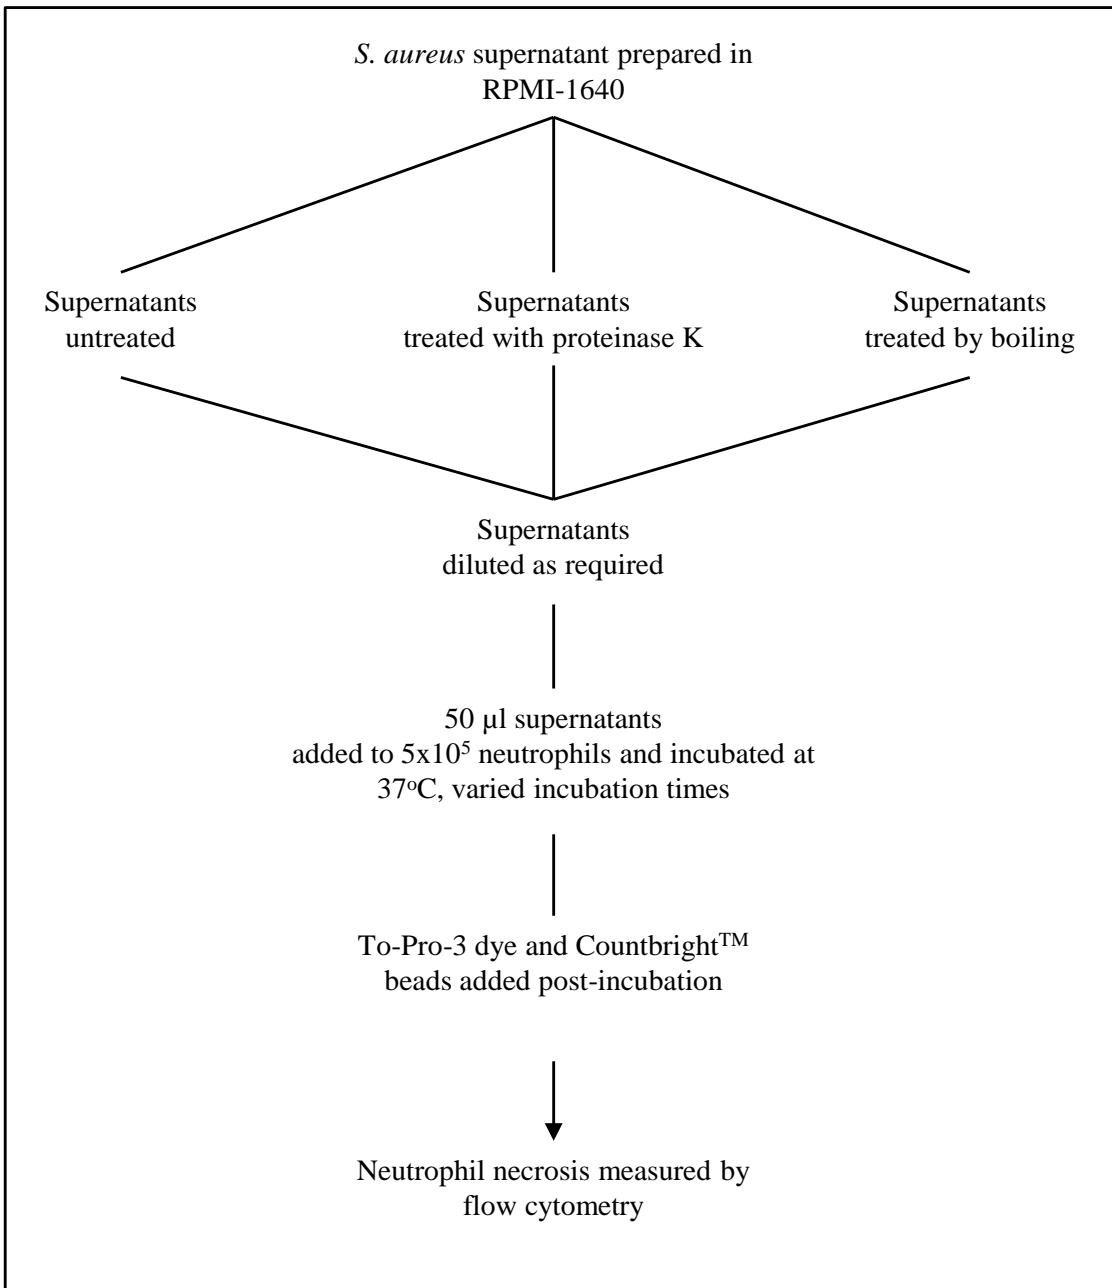 S. aureus supernatant prepared in
RPMI-1640
Supernatants
untreated
Supernatants
treated with proteinase K
Supernatants
treated by boiling
Supernatants
diluted as required
50 µl supernatants
added to 5x10⁵ neutrophils and incubated at
37ᵒC, varied incubation times
To-Pro-3 dye and Countbright™
beads added post-incubation
Neutrophil necrosis measured by
flow cytometry